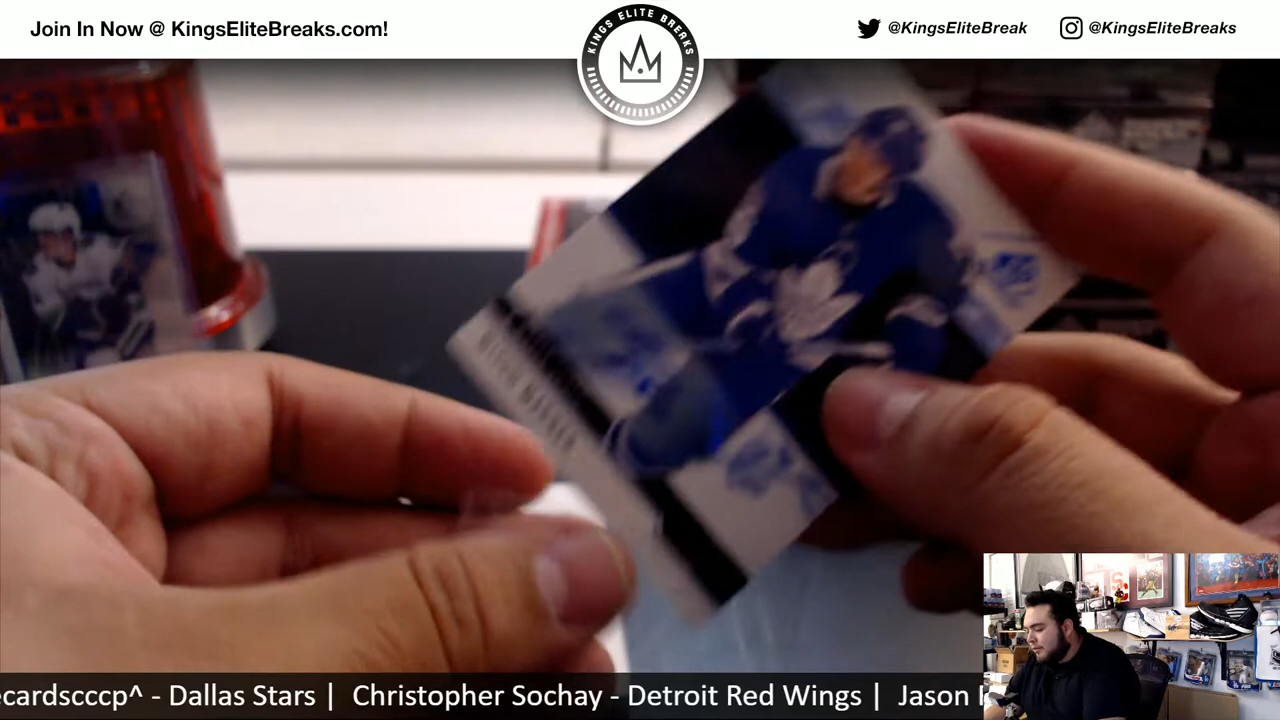 Join In Now @ KingsEliteBreaks.com!
KINGS ELITE BREAKS
@KingsEliteBreak
@KingsEliteBreaks
ecardscccp^ - Dallas Stars | Christopher Sochay - Detroit Red Wings | Jason